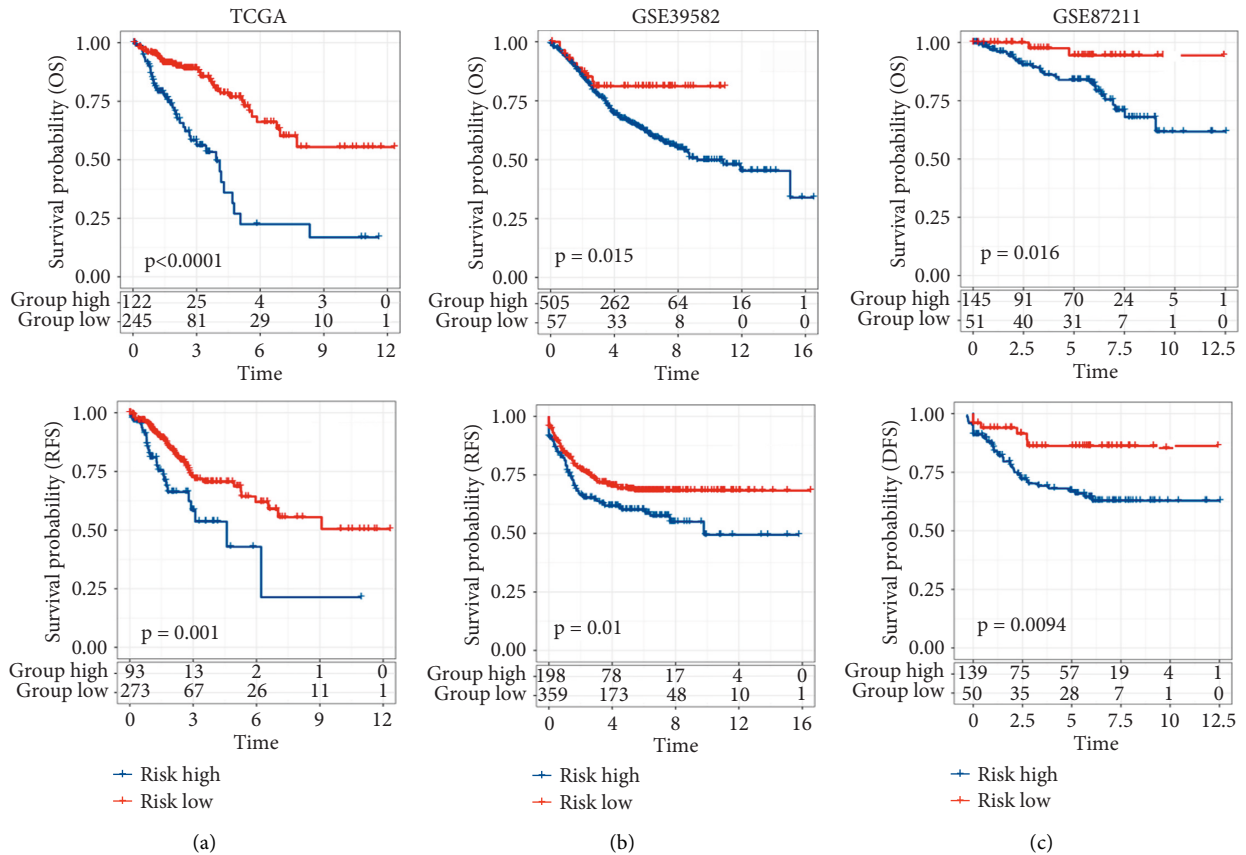 TCGA
Survival probability (OS)
1.00
0.75
0.50
0.25
0.00
p<0.0001
Group high 122 25 4 3 0
Group low 245 81 29 10 1
0 3 6 9 12
Time
GSE39582
Survival probability (OS)
1.00
0.75
0.50
0.25
0.00
p = 0.015
Group high 505 262 64 16 1
Group low 57 33 8 0 0
0 4 8 12 16
Time
GSE87211
Survival probability (OS)
1.00
0.75
0.50
0.25
0.00
p = 0.016
Group high 145 91 70 24 5 1
Group low 51 40 31 7 1 0
0 2.5 5 7.5 10 12.5
Time
Survival probability (RFS)
1.00
0.75
0.50
0.25
0.00
p = 0.001
Group high 93 13 2 1 0
Group low 273 67 26 11 1
0 3 6 9 12
Time
Risk high
Risk low
(a)
Survival probability (RFS)
1.00
0.75
0.50
0.25
0.00
p = 0.01
Group high 198 78 17 4 0
Group low 359 173 48 10 1
0 4 8 12 16
Time
Risk high
Risk low
(b)
Survival probability (DFS)
1.00
0.75
0.50
0.25
0.00
p = 0.0094
Group high 139 75 57 19 4 1
Group low 50 35 28 7 1 0
0 2.5 5 7.5 10 12.5
Time
Risk high
Risk low
(c)